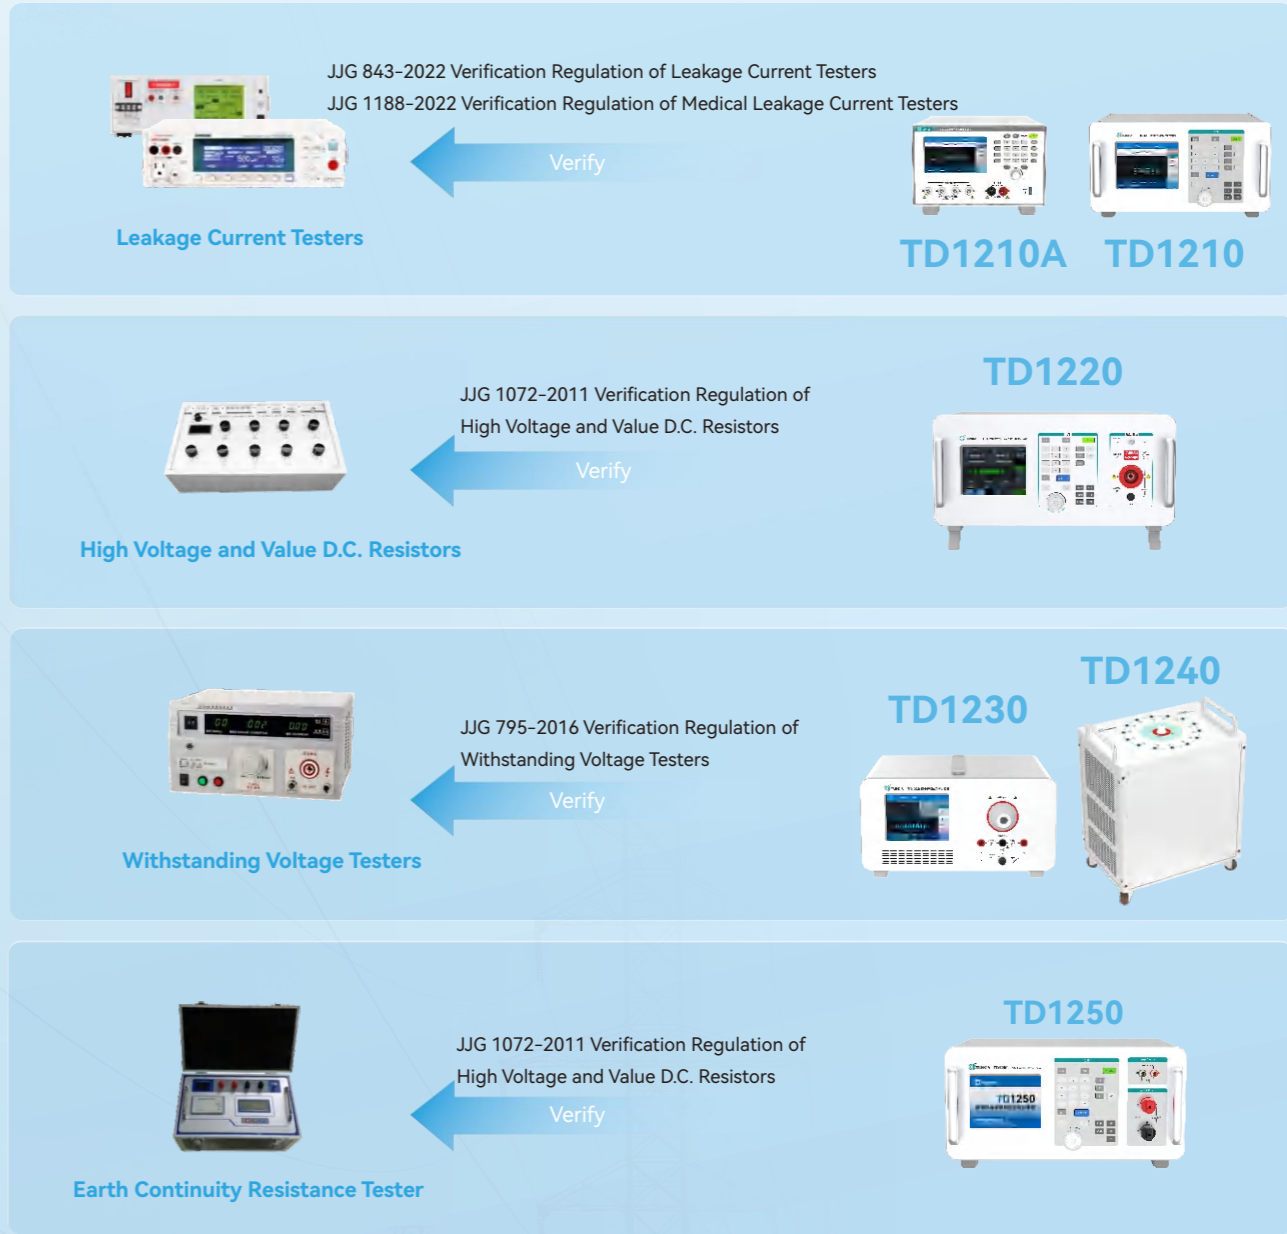 JJG 843-2022 Verification Regulation of Leakage Current Testers
JJG 1188-2022 Verification Regulation of Medical Leakage Current Testers
Verify
Leakage Current Testers
TD1210A
TD1210
JJG 1072-2011 Verification Regulation of
High Voltage and Value D.C. Resistors
Verify
High Voltage and Value D.C. Resistors
TD1220
JJG 795-2016 Verification Regulation of
Withstanding Voltage Testers
Verify
Withstanding Voltage Testers
TD1230
TD1240
JJG 1072-2011 Verification Regulation of
High Voltage and Value D.C. Resistors
Verify
Earth Continuity Resistance Tester
TD1250
TD1250